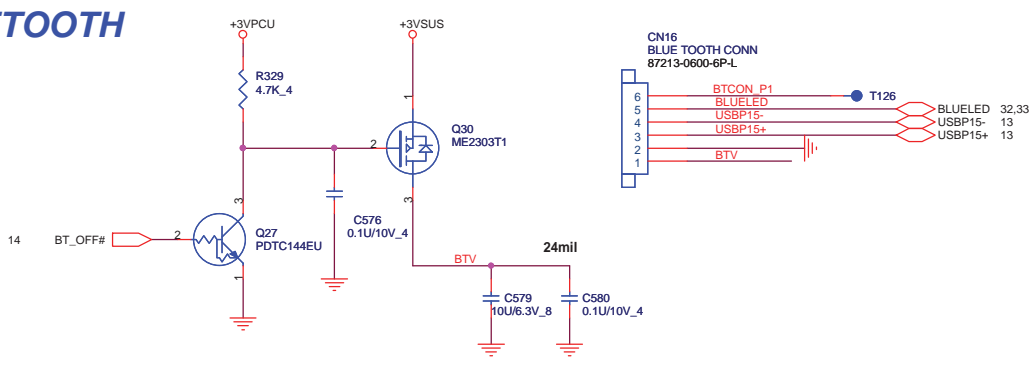 TOOTH
+3VPCU
+3VSUS
R329
4.7K_4
1
2
Q30
ME2303T1
3
C576
0.1U/10V_4
3
Q27
PDTC144EU
14
BT_OFF#
2
1
BTV
24mil
C579
10U/6.3V_8
C580
0.1U/10V_4
CN16
BLUE TOOTH CONN
87213-0600-6P-L
6
BTCON_P1
T126
5
BLUELED
BLUELED 32,33
4
USBP15-
USBP15- 13
3
USBP15+
USBP15+ 13
2
1
BTV